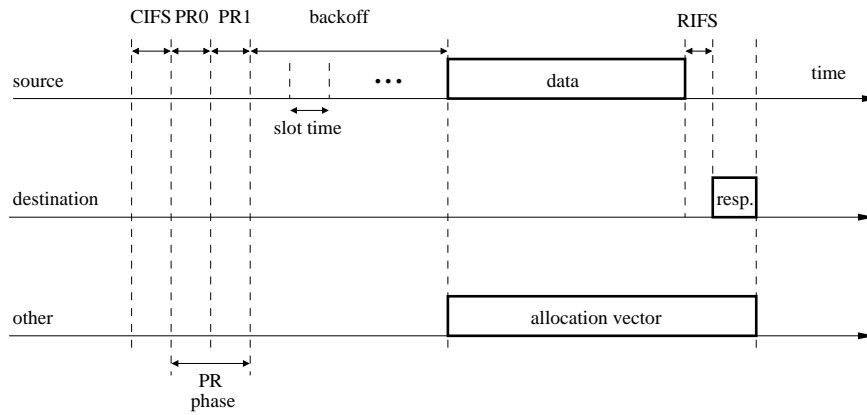 CIFS PR0 PR1 backoff RIFS
source ••• data time
slot time
destination resp.
other allocation vector
PR
phase